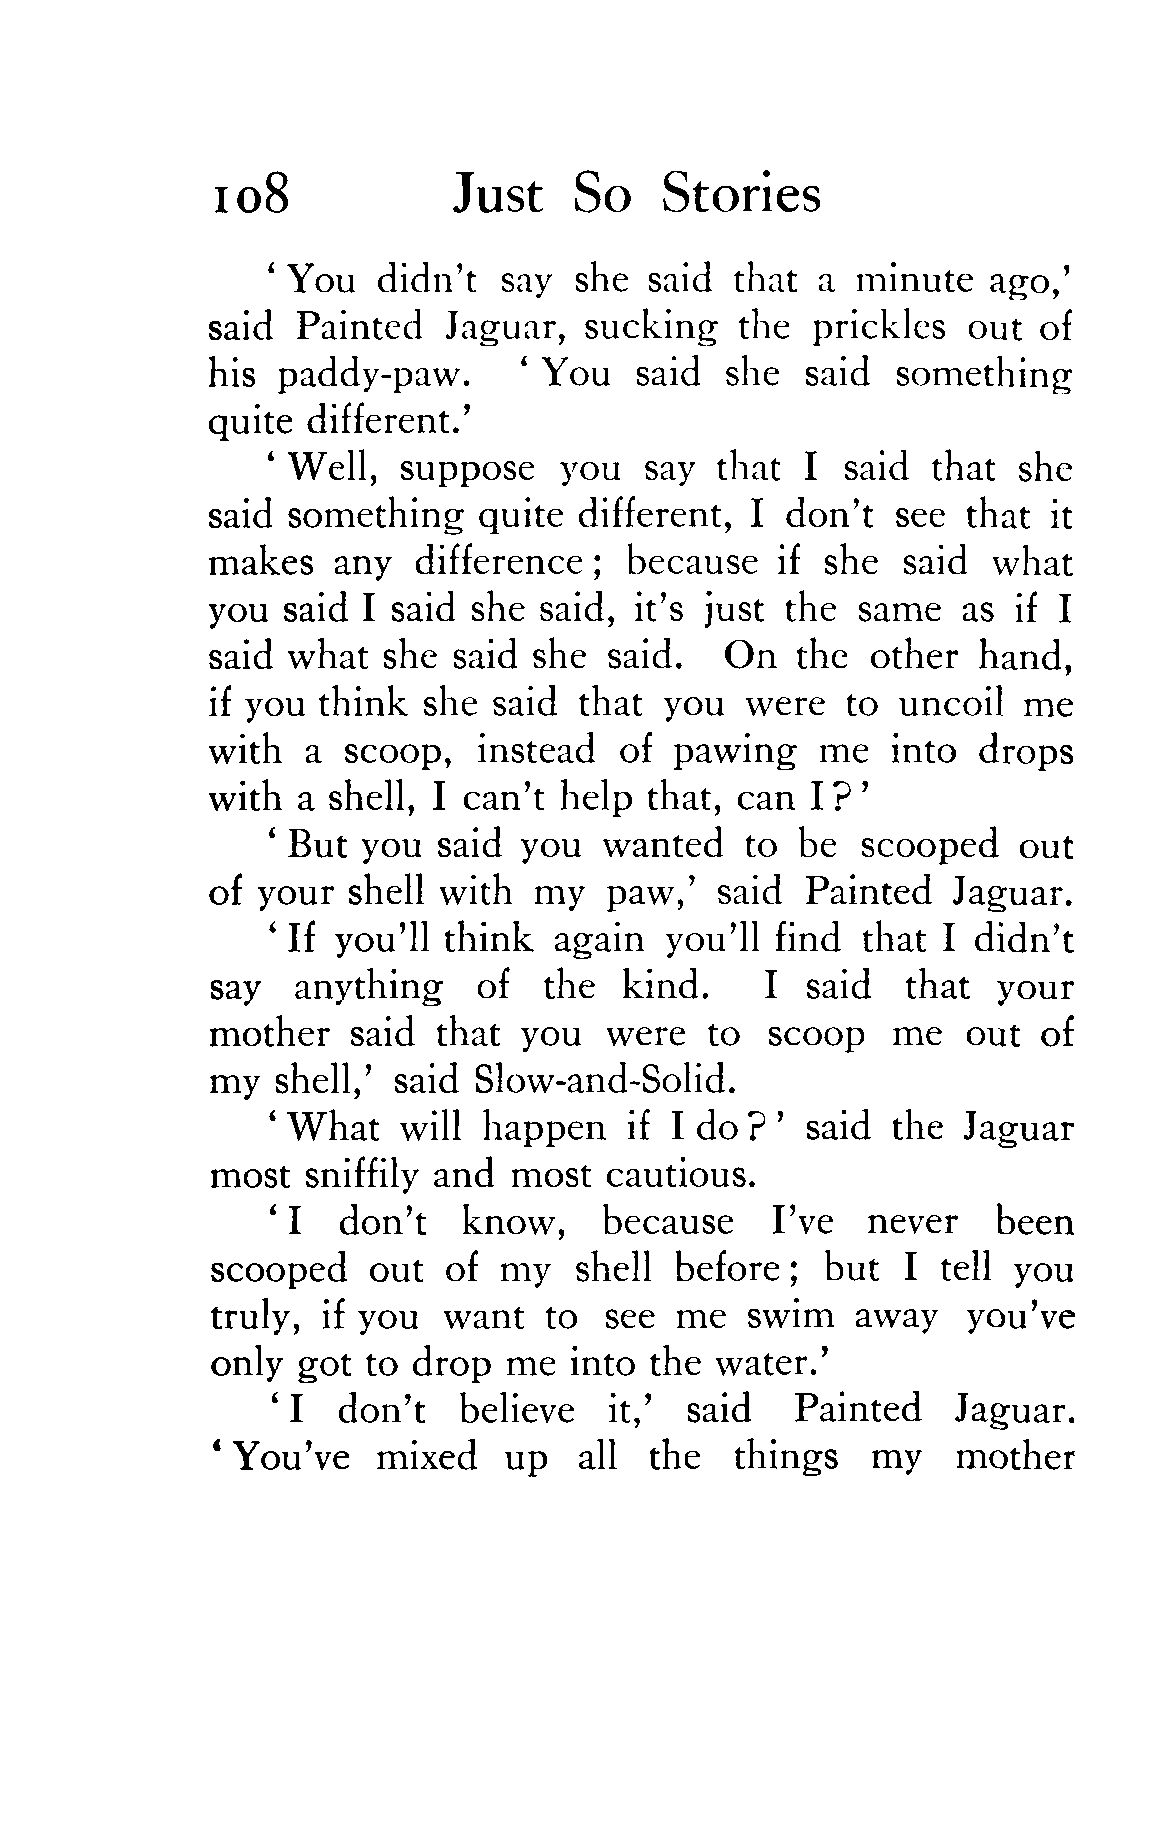 108 Just So Stories
‘ You didn’t say she said that a minute ago,’
said Painted Jaguar, sucking the prickles out of
his paddy-paw. ‘ You said she said something
quite different.’
‘ Well, suppose you say that I said that she
said something quite different, I don’t see that it
makes any difference ; because if she said what
you said I said she said, it’s just the same as if I
said what she said she said. On the other hand,
if you think she said that you were to uncoil me
with a scoop, instead of pawing me into drops
with a shell, I can’t help that, can I ? ’
‘ But you said you wanted to be scooped out
of your shell with my paw,’ said Painted Jaguar.
‘ If you’ll think again you’ll find that I didn’t
say anything of the kind. I said that your
mother said that you were to scoop me out of
my shell,’ said Slow-and-Solid.
‘ What will happen if I do ? ’ said the Jaguar
most sniffily and most cautious.
‘ I don’t know, because I’ve never been
scooped out of my shell before ; but I tell you
truly, if you want to see me swim away you’ve
only got to drop me into the water.’
‘ I don’t believe it,’ said Painted Jaguar.
‘ You’ve mixed up all the things my mother